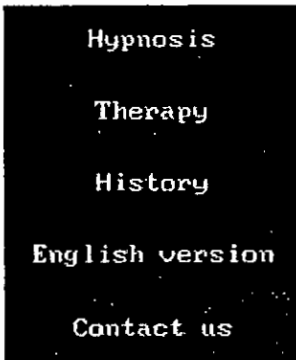 Hypnosis
Therapy
History
English version
Contact us